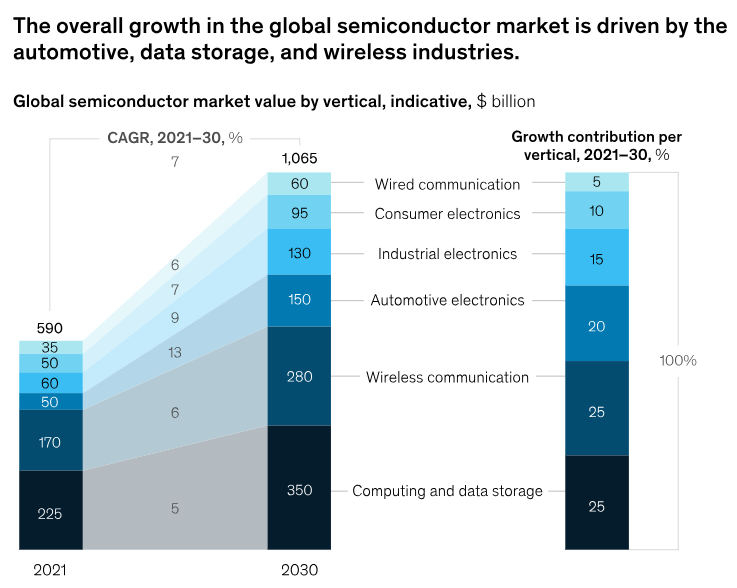 The overall growth in the global semiconductor market is driven by the
automotive, data storage, and wireless industries.
Global semiconductor market value by vertical, indicative, $ billion
CAGR, 2021–30, %
7
Growth contribution per
vertical, 2021–30, %
1,065
60
Wired communication
5
95
Consumer electronics
10
130
Industrial electronics
15
150
Automotive electronics
20
280
Wireless communication
25
350
Computing and data storage
25
100%
6
7
9
13
6
5
590
35
50
60
50
170
225
2021
2030